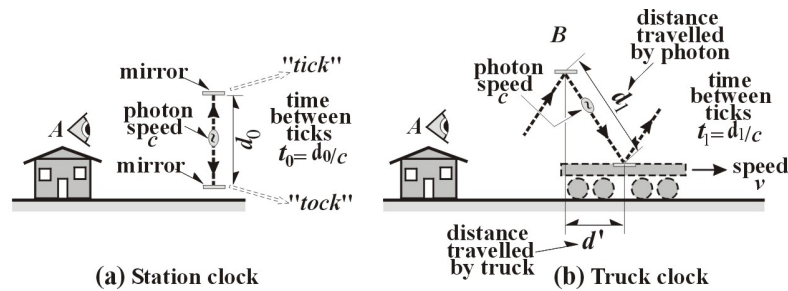 "tick"
mirror
photon
speed
c
A
mirror
d0
time
between
ticks
t0= d0/c
"tock"
(a) Station clock
distance
travelled
by photon
B
photon
speed
c
d1
time
between
ticks
t1= d1/c
A
speed
v
distance
travelled
by truck
d'
(b) Truck clock